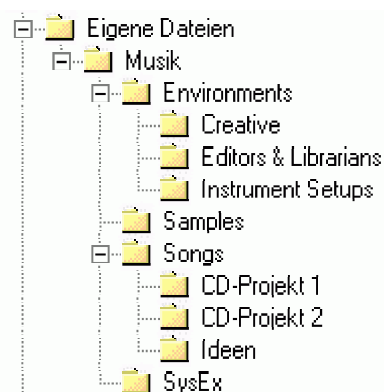 Eigene Dateien
Musik
Environments
Creative
Editors & Librarians
Instrument Setups
Samples
Songs
CD-Projekt 1
CD-Projekt 2
Ideen
SysEx